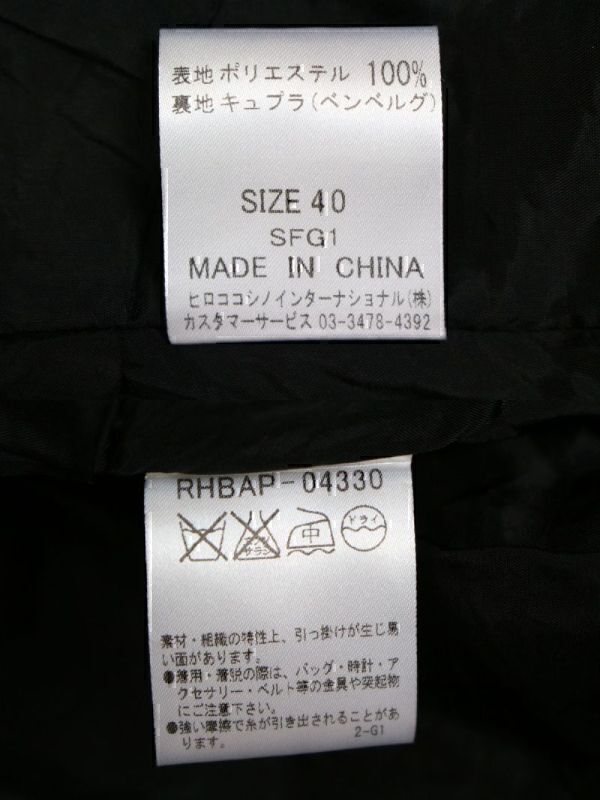 表地 ポリエステル 100%
裏地 キュプラ(ベンベルグ)
SIZE 40
SFG1
MADE IN CHINA
ヒロココシノインターナショナル(株)
カスタマーサービス 03-3478-4392
RHBAP-04330
エンソ サラシ 中 ドライ
素材・組織の特性上、引っ掛けが生じ易
い面があります。
●着用・着脱の際は、バッグ・時計・ア
クセサリー・ベルト等の金具や突起物
にご注意下さい。
●強い摩擦で糸が引き出されることがあ
ります。 2-G1